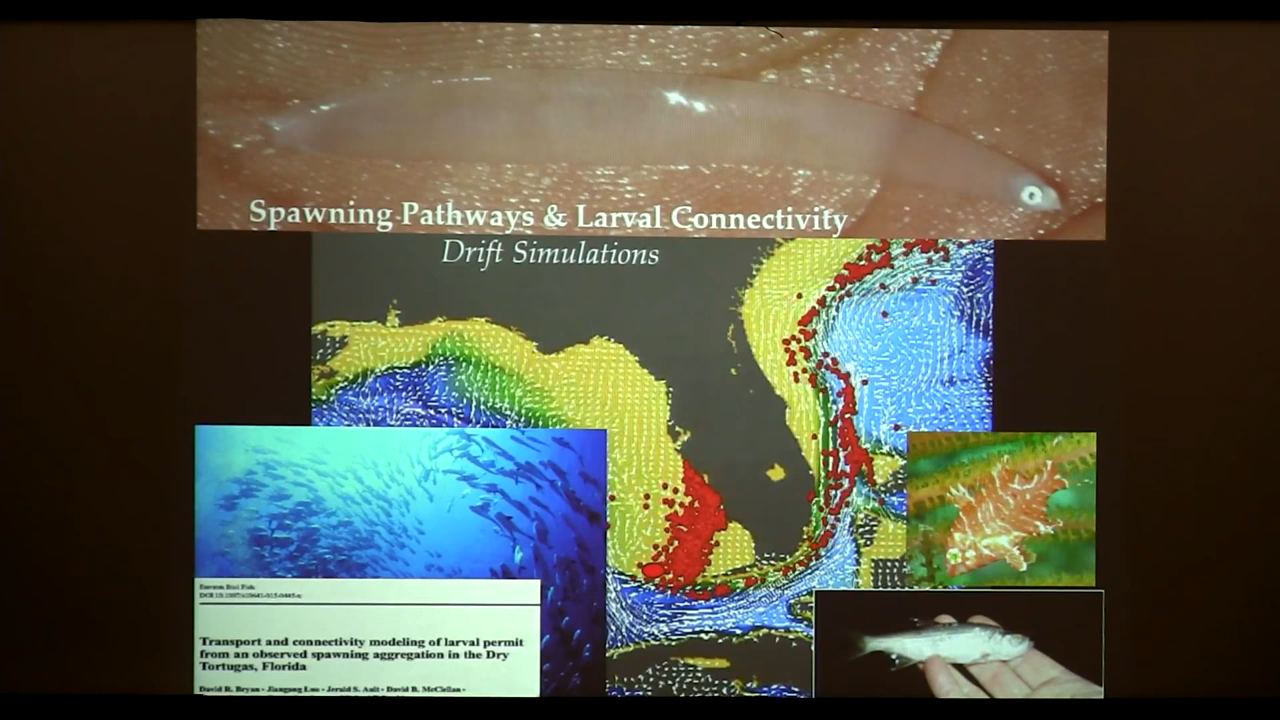 Spawning Pathways & Larval Connectivity
Drift Simulations
Environ Biol Fish
Transport and connectivity modeling of larval permit
from an observed spawning aggregation in the Dry
Tortugas, Florida
David R. Bryan · Jiangang Luo · Jerald S. Ault · David B. McClellan ·